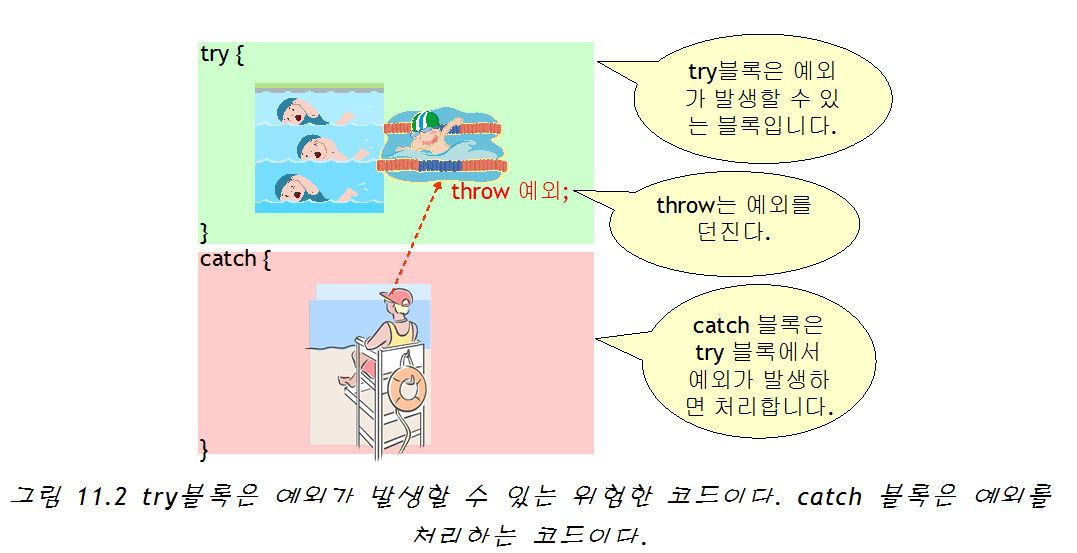 try {
try블록은 예외
가 발생할 수 있
는 블록입니다.
throw 예외;
throw는 예외를
던진다.
}
catch {
catch 블록은
try 블록에서
예외가 발생하
면 처리합니다.
}
그림 11.2 try블록은 예외가 발생할 수 있는 위험한 코드이다. catch 블록은 예외를
처리하는 코드이다.